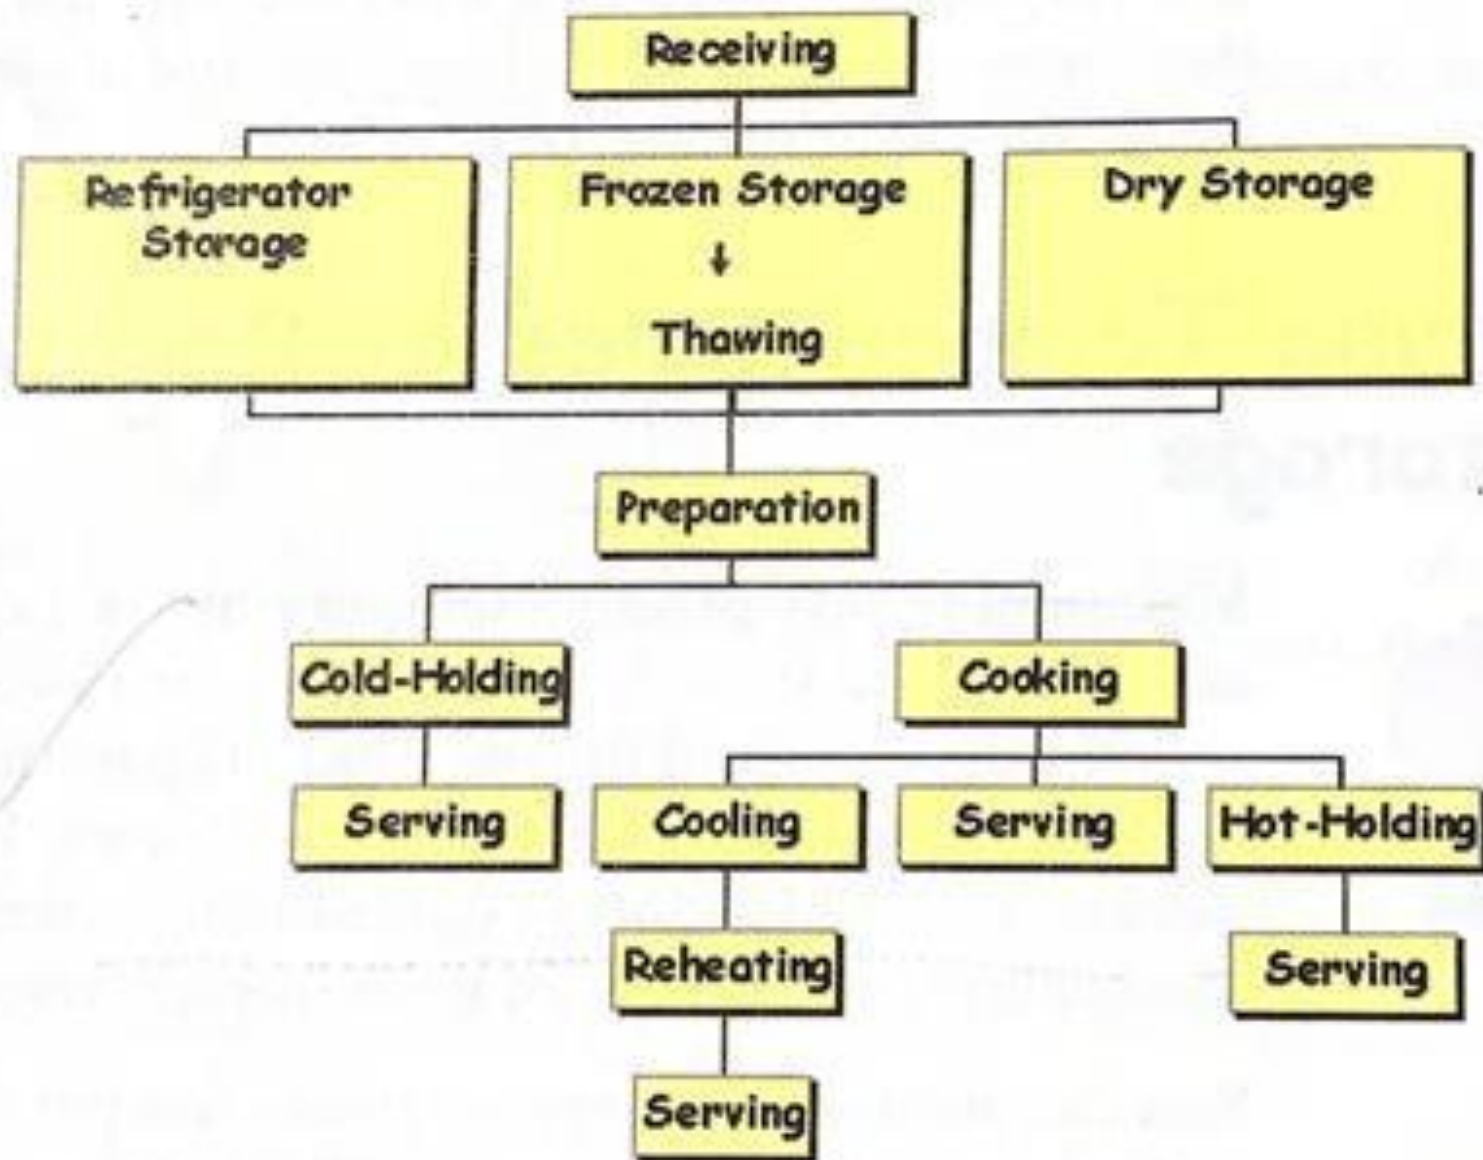 Receiving
Refrigerator
Storage
Frozen Storage
↓
Thawing
Dry Storage
Preparation
Cold-Holding
Cooking
Serving
Cooling
Serving
Hot-Holding
Reheating
Serving
Serving